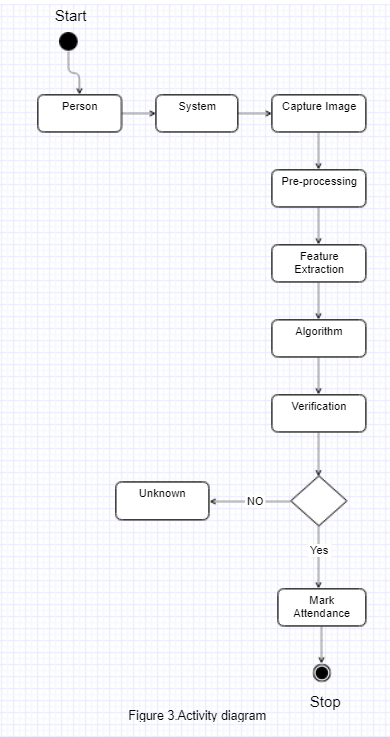 Start
Person
System
Capture Image
Pre-processing
Feature
Extraction
Algorithm
Verification
Unknown
NO
Yes
Mark
Attendance
Stop
Figure 3.Activity diagram